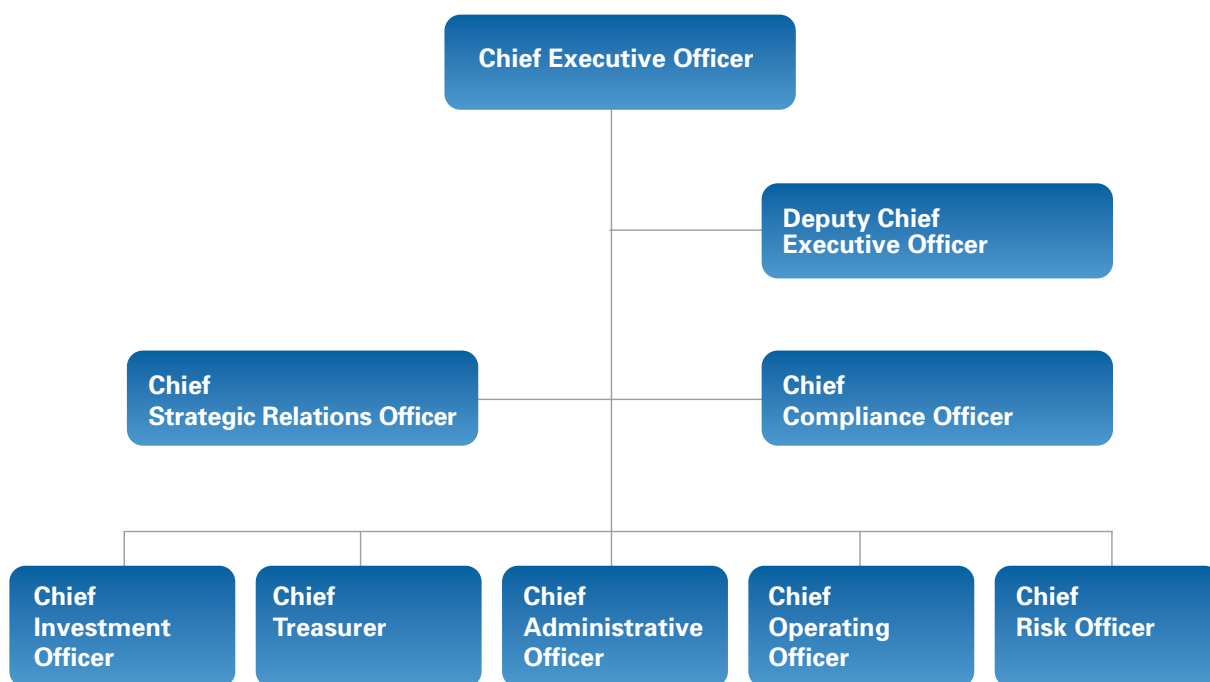 Chief Executive Officer
Deputy Chief
Executive Officer
Chief
Strategic Relations Officer
Chief
Compliance Officer
Chief
Investment
Officer
Chief
Treasurer
Chief
Administrative
Officer
Chief
Operating
Officer
Chief
Risk Officer